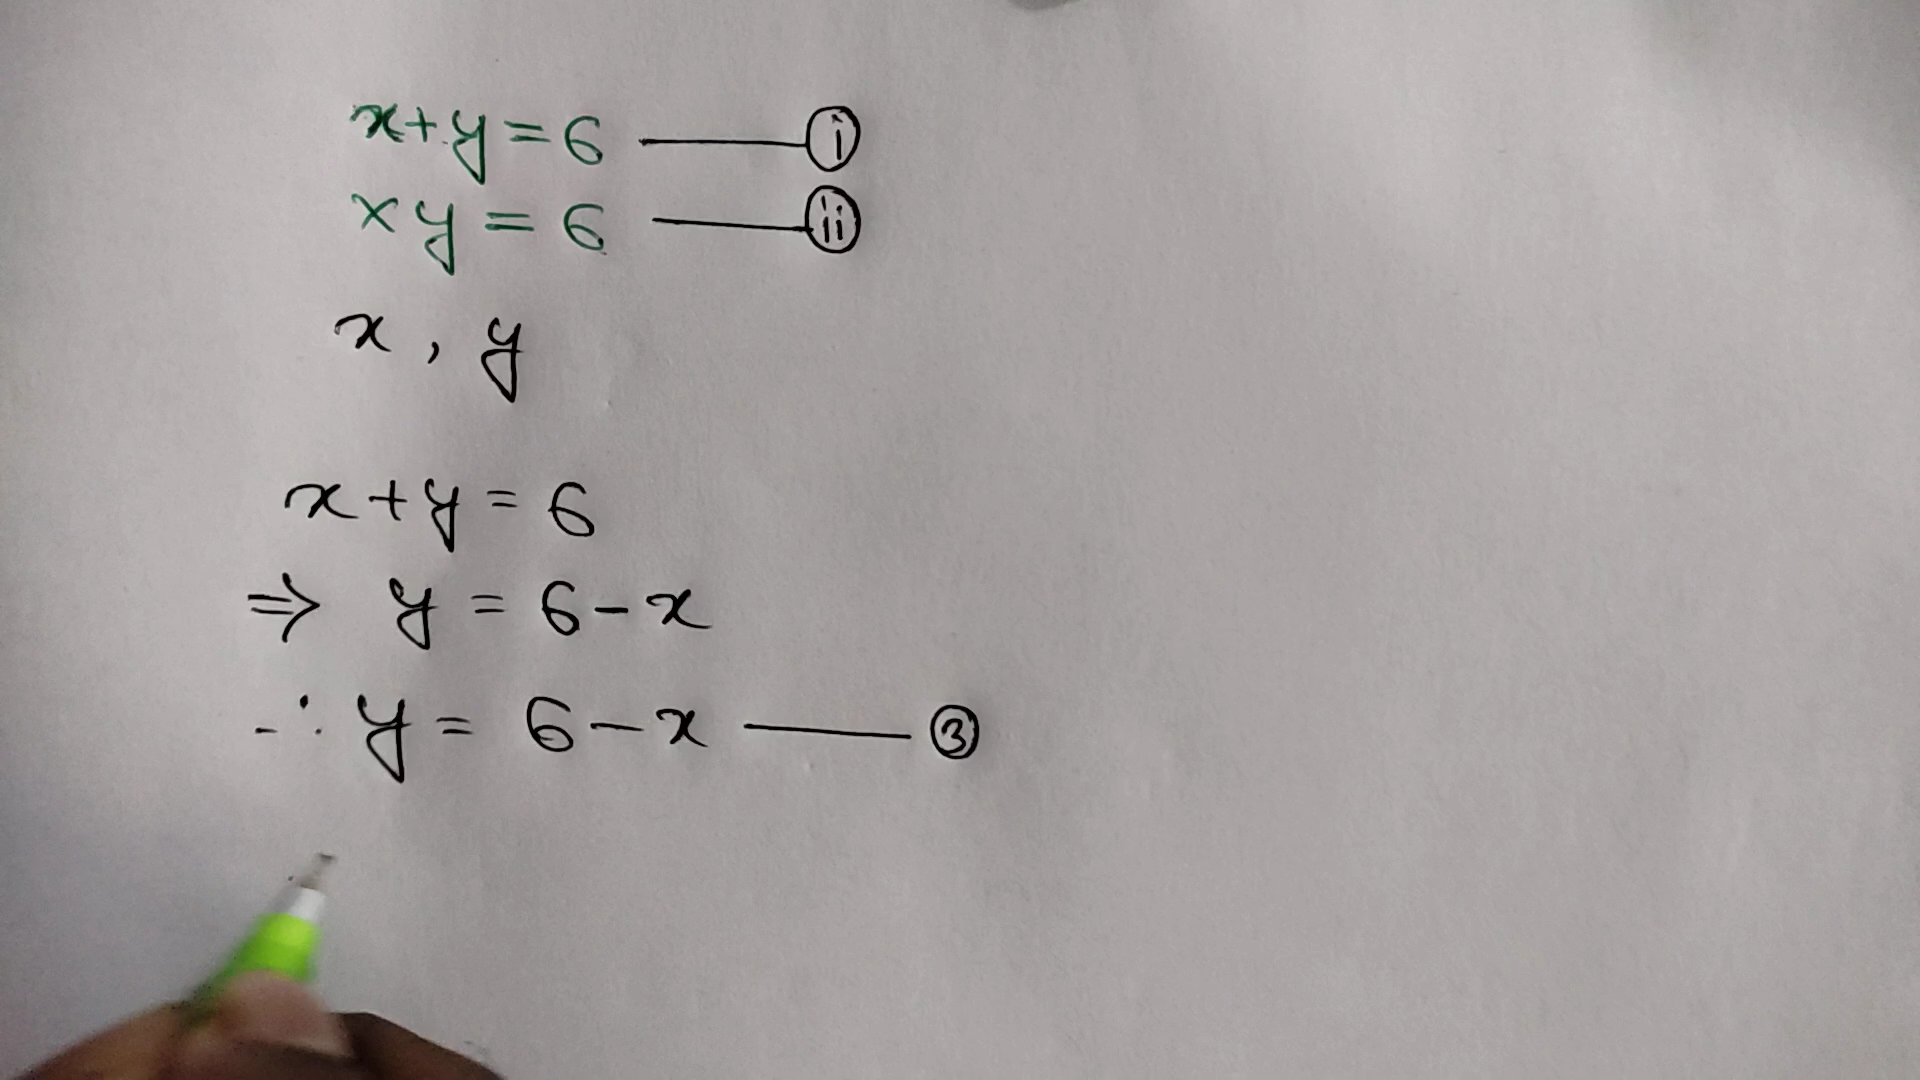 x+y=6 —— (i)
xy=6 —— (ii)
x, y
x+y=6
⇒ y=6-x
∴ y=6-x —— ③